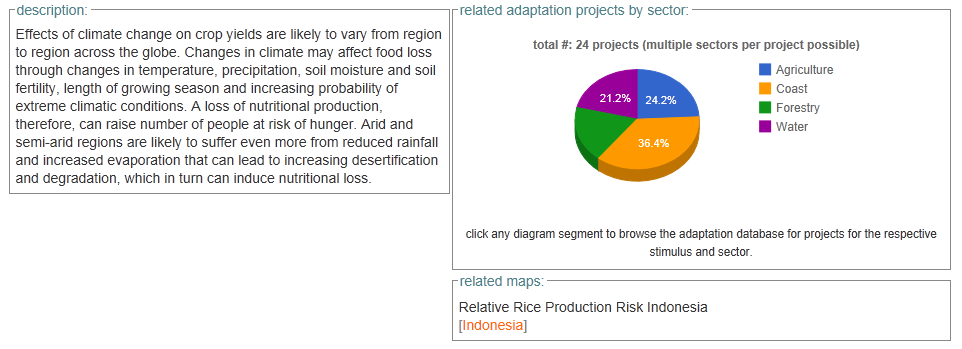 description:
Effects of climate change on crop yields are likely to vary from region
to region across the globe. Changes in climate may affect food loss
through changes in temperature, precipitation, soil moisture and soil
fertility, length of growing season and increasing probability of
extreme climatic conditions. A loss of nutritional production,
therefore, can raise number of people at risk of hunger. Arid and
semi-arid regions are likely to suffer even more from reduced rainfall
and increased evaporation that can lead to increasing desertification
and degradation, which in turn can induce nutritional loss.
related adaptation projects by sector:
total #: 24 projects (multiple sectors per project possible)
21.2%
24.2%
36.4%
Agriculture
Coast
Forestry
Water
click any diagram segment to browse the adaptation database for projects for the respective
stimulus and sector.
related maps:
Relative Rice Production Risk Indonesia
[Indonesia]